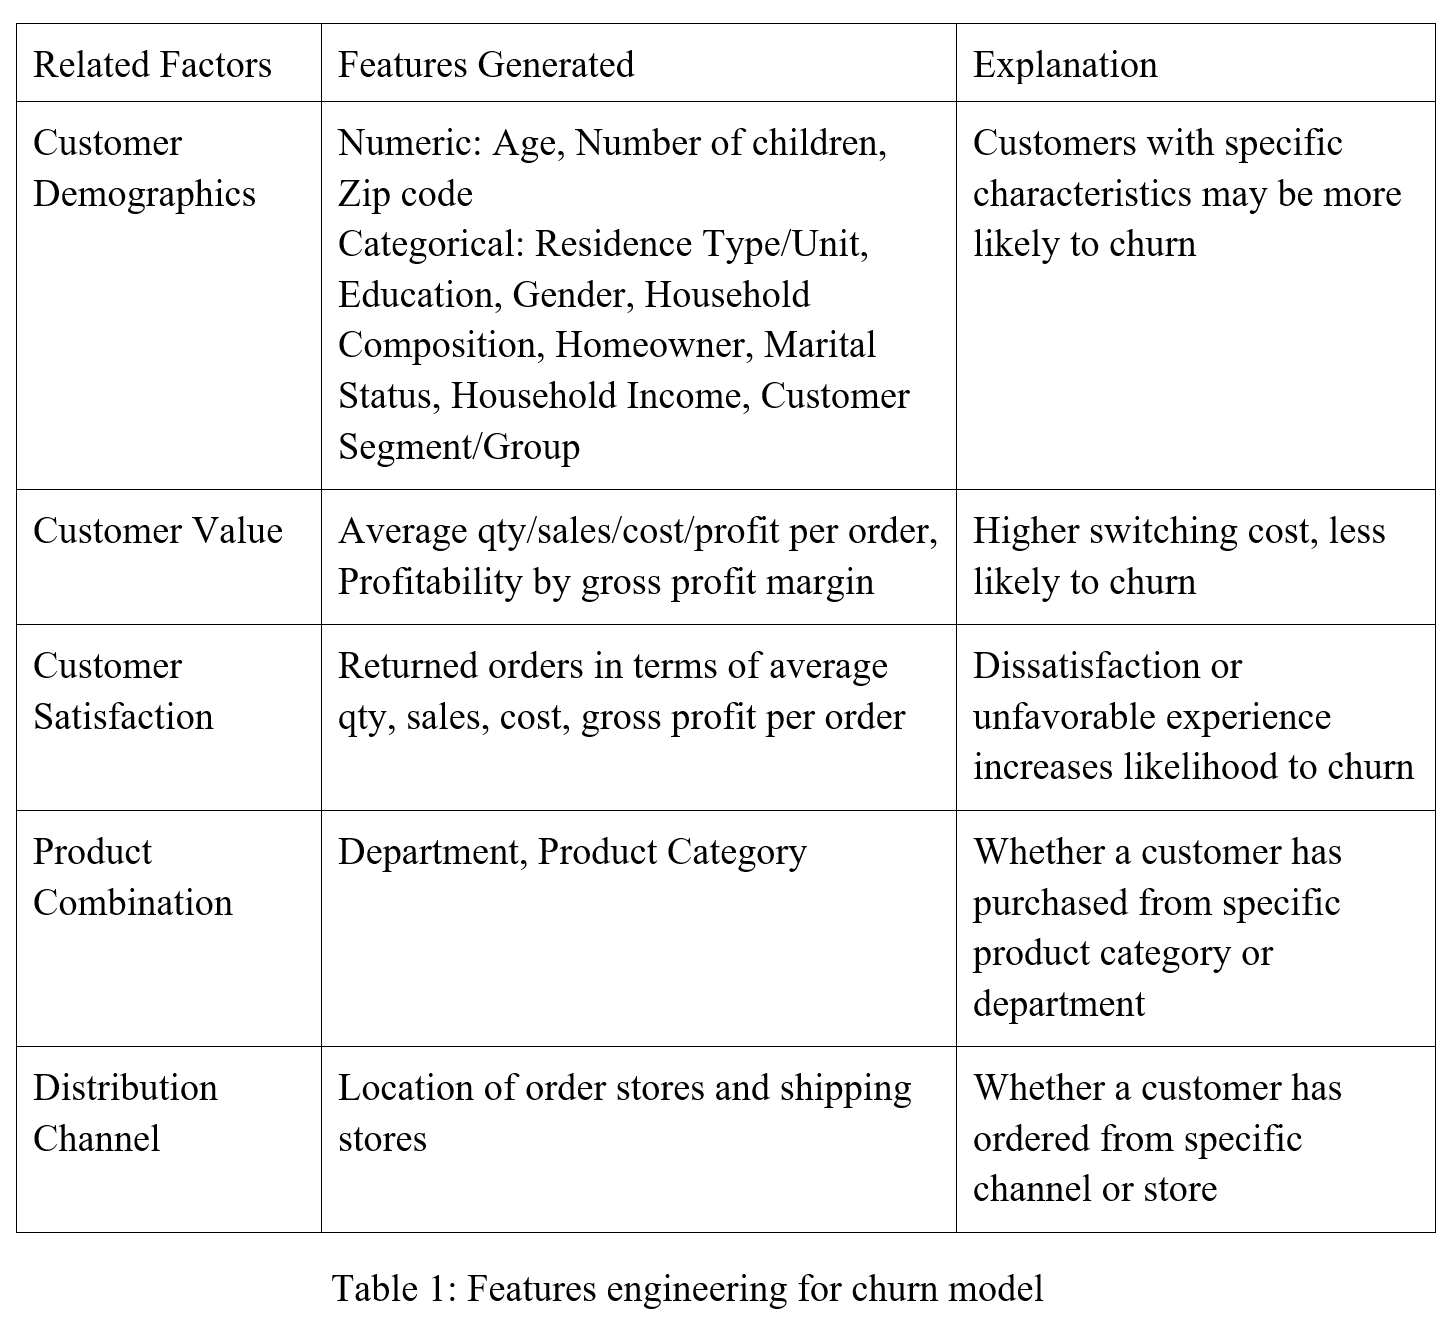 Related Factors
Features Generated
Explanation
Customer
Demographics
Numeric: Age, Number of children,
Zip code
Categorical: Residence Type/Unit,
Education, Gender, Household
Composition, Homeowner, Marital
Status, Household Income, Customer
Segment/Group
Customers with specific
characteristics may be more
likely to churn
Customer Value
Average qty/sales/cost/profit per order,
Profitability by gross profit margin
Higher switching cost, less
likely to churn
Customer
Satisfaction
Returned orders in terms of average
qty, sales, cost, gross profit per order
Dissatisfaction or
unfavorable experience
increases likelihood to churn
Product
Combination
Department, Product Category
Whether a customer has
purchased from specific
product category or
department
Distribution
Channel
Location of order stores and shipping
stores
Whether a customer has
ordered from specific
channel or store
Table 1: Features engineering for churn model